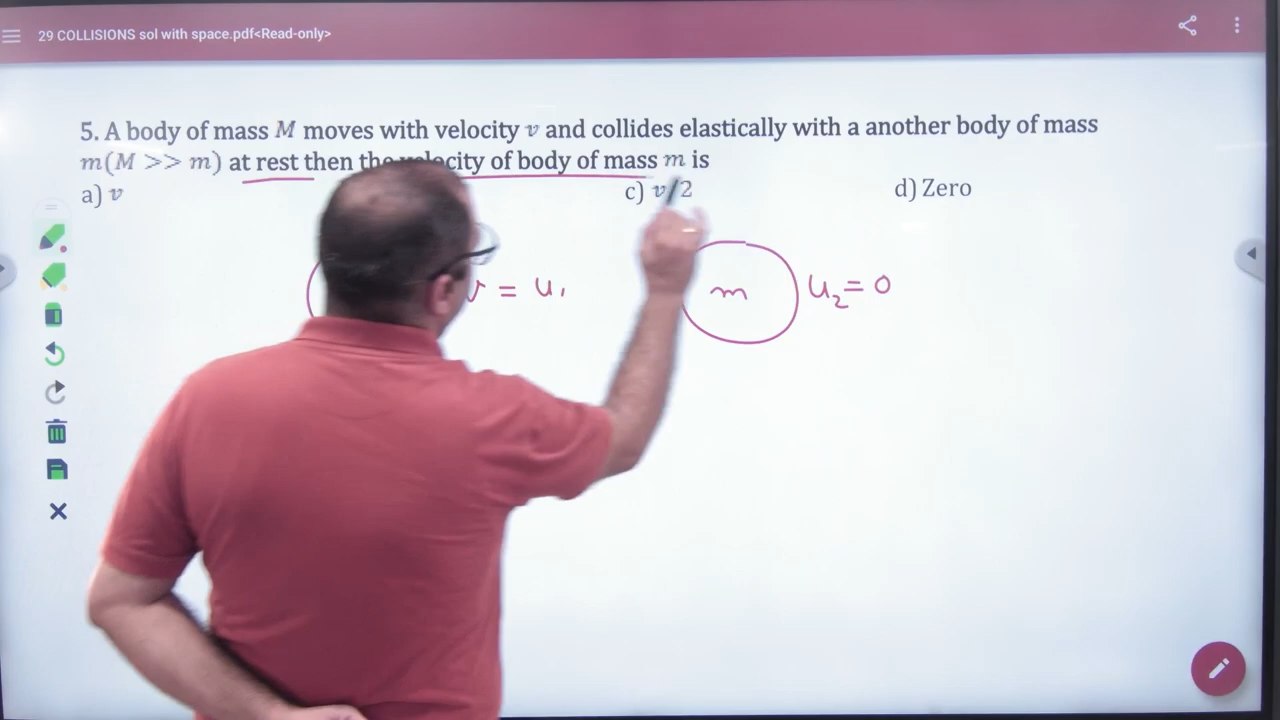 29 COLLISIONS sol with space.pdf<Read-only>
5. A body of mass M moves with velocity v and collides elastically with a another body of mass
m(M >> m) at rest then the velocity of body of mass m is
a) v c) v/2 d) Zero
v = u₁ m u₂ = 0